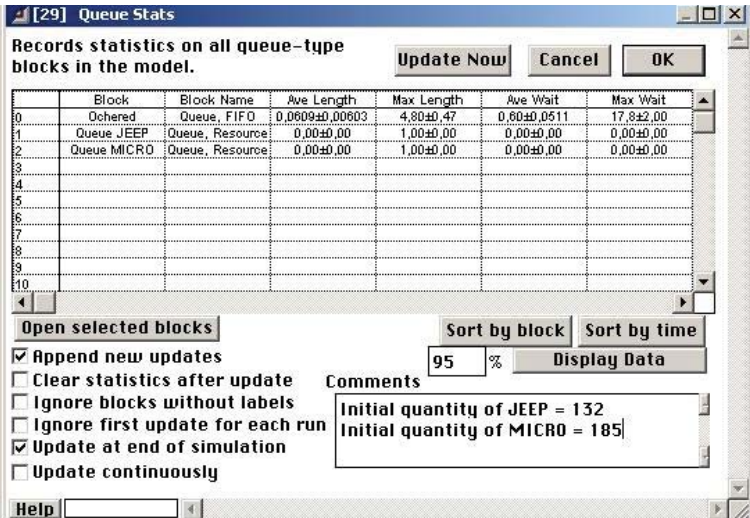 [29] Queue Stats
Records statistics on all queue-type
blocks in the model.
Update Now Cancel OK
Block Block Name Ave Length Max Length Ave Wait Max Wait
0 Ochered Queue, FIFO 0,0609±0,00603 4,80±0,47 0,60±0,0511 17,8±2,00
1 Queue JEEP Queue, Resource 0,00±0,00 1,00±0,00 0,00±0,00 0,00±0,00
2 Queue MICRO Queue, Resource 0,00±0,00 1,00±0,00 0,00±0,00 0,00±0,00
3
4
5
6
7
8
9
10
Open selected blocks Sort by block Sort by time
Append new updates 95 % Display Data
Clear statistics after update Comments
Ignore blocks without labels
Initial quantity of JEEP = 132
Ignore first update for each run
Initial quantity of MICRO = 185
Update at end of simulation
Update continuously
Help